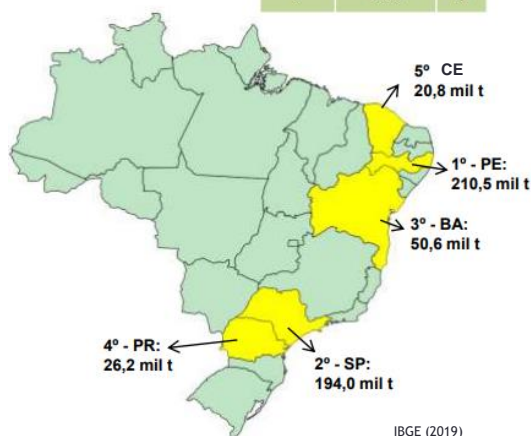 5º CE
20,8 mil t
1º - PE:
210,5 mil t
3º - BA:
50,6 mil t
4º - PR:
26,2 mil t
2º - SP:
194,0 mil t
IBGE (2019)